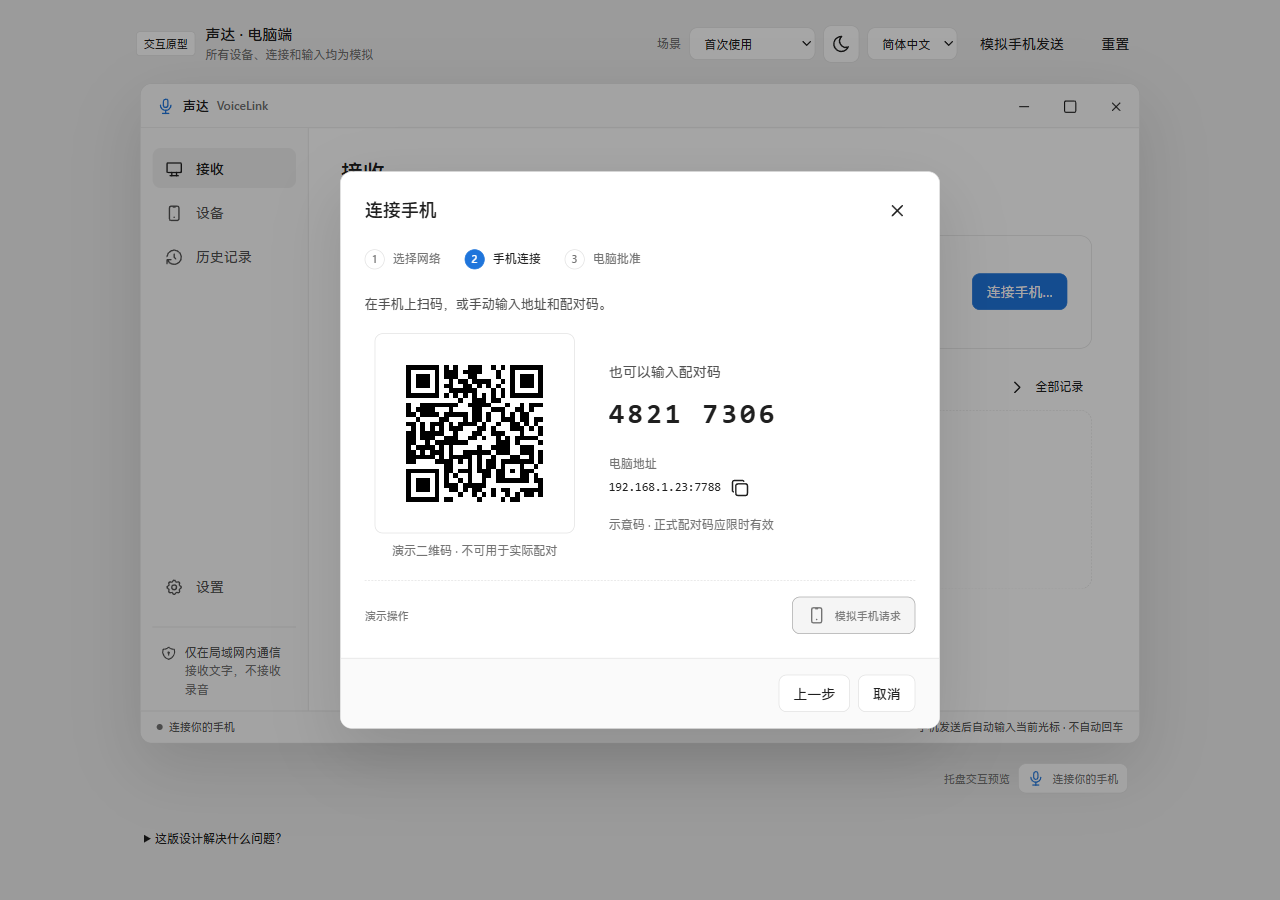 交互原型
声达 · 电脑端
所有设备、连接和输入均为模拟
场景
首次使用
简体中文
模拟手机发送
重置
声达 VoiceLink
接收
设备
历史记录
设置
仅在局域网内通信
接收文字，不接收
录音
接收
连接手机...
全部记录
连接手机
1 选择网络
2 手机连接
3 电脑批准
在手机上扫码，或手动输入地址和配对码。
演示二维码 · 不可用于实际配对
也可以输入配对码
4821 7306
电脑地址
192.168.1.23:7788
示意码 · 正式配对码应限时有效
演示操作
模拟手机请求
上一步
取消
连接你的手机
手机发送后自动输入当前光标 · 不自动回车
托盘交互预览
连接你的手机
这版设计解决什么问题？